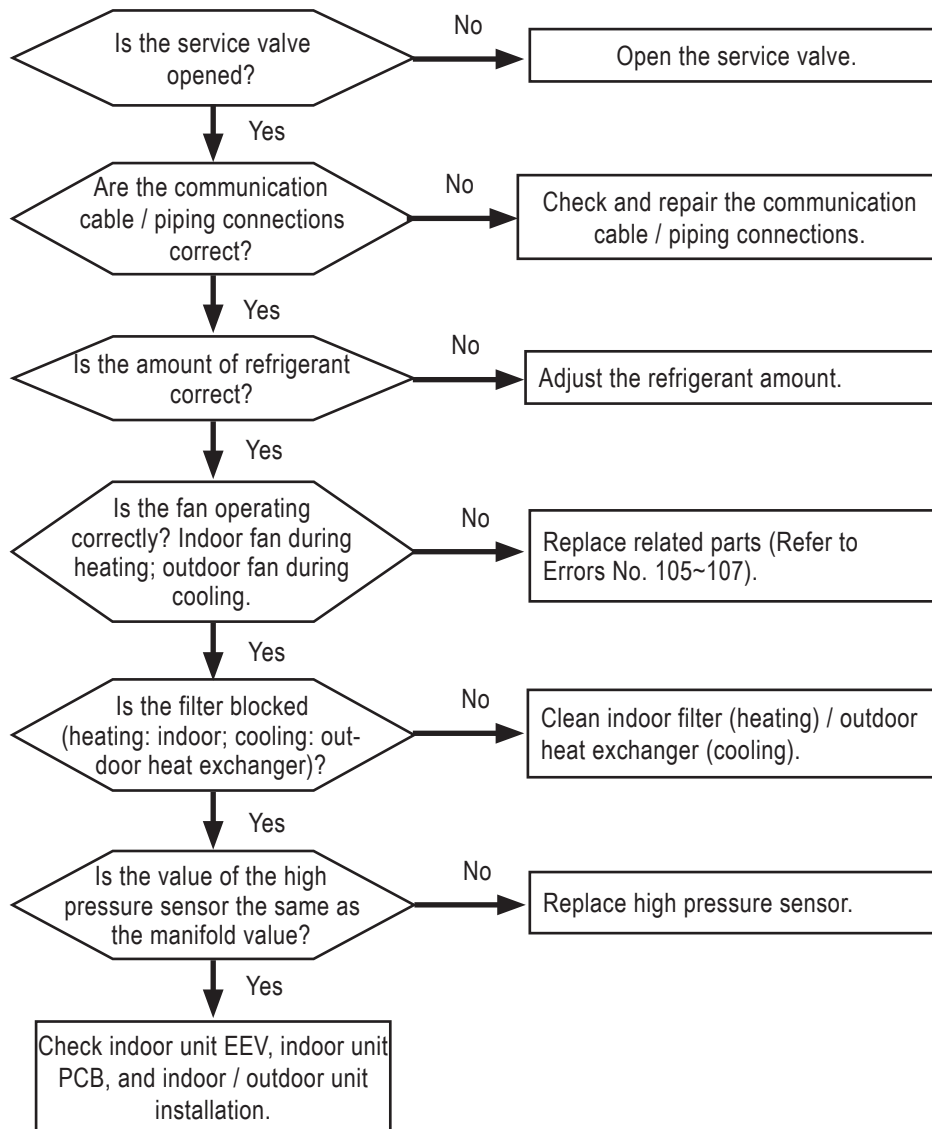 Is the service valve
opened?
No
Open the service valve.
Yes
Are the communication
cable / piping connections
correct?
No
Check and repair the communication
cable / piping connections.
Yes
Is the amount of refrigerant
correct?
No
Adjust the refrigerant amount.
Yes
Is the fan operating
correctly? Indoor fan during
heating; outdoor fan during
cooling.
No
Replace related parts (Refer to
Errors No. 105~107).
Yes
Is the filter blocked
(heating: indoor; cooling: out-
door heat exchanger)?
No
Clean indoor filter (heating) / outdoor
heat exchanger (cooling).
Yes
Is the value of the high
pressure sensor the same as
the manifold value?
No
Replace high pressure sensor.
Yes
Check indoor unit EEV, indoor unit
PCB, and indoor / outdoor unit
installation.